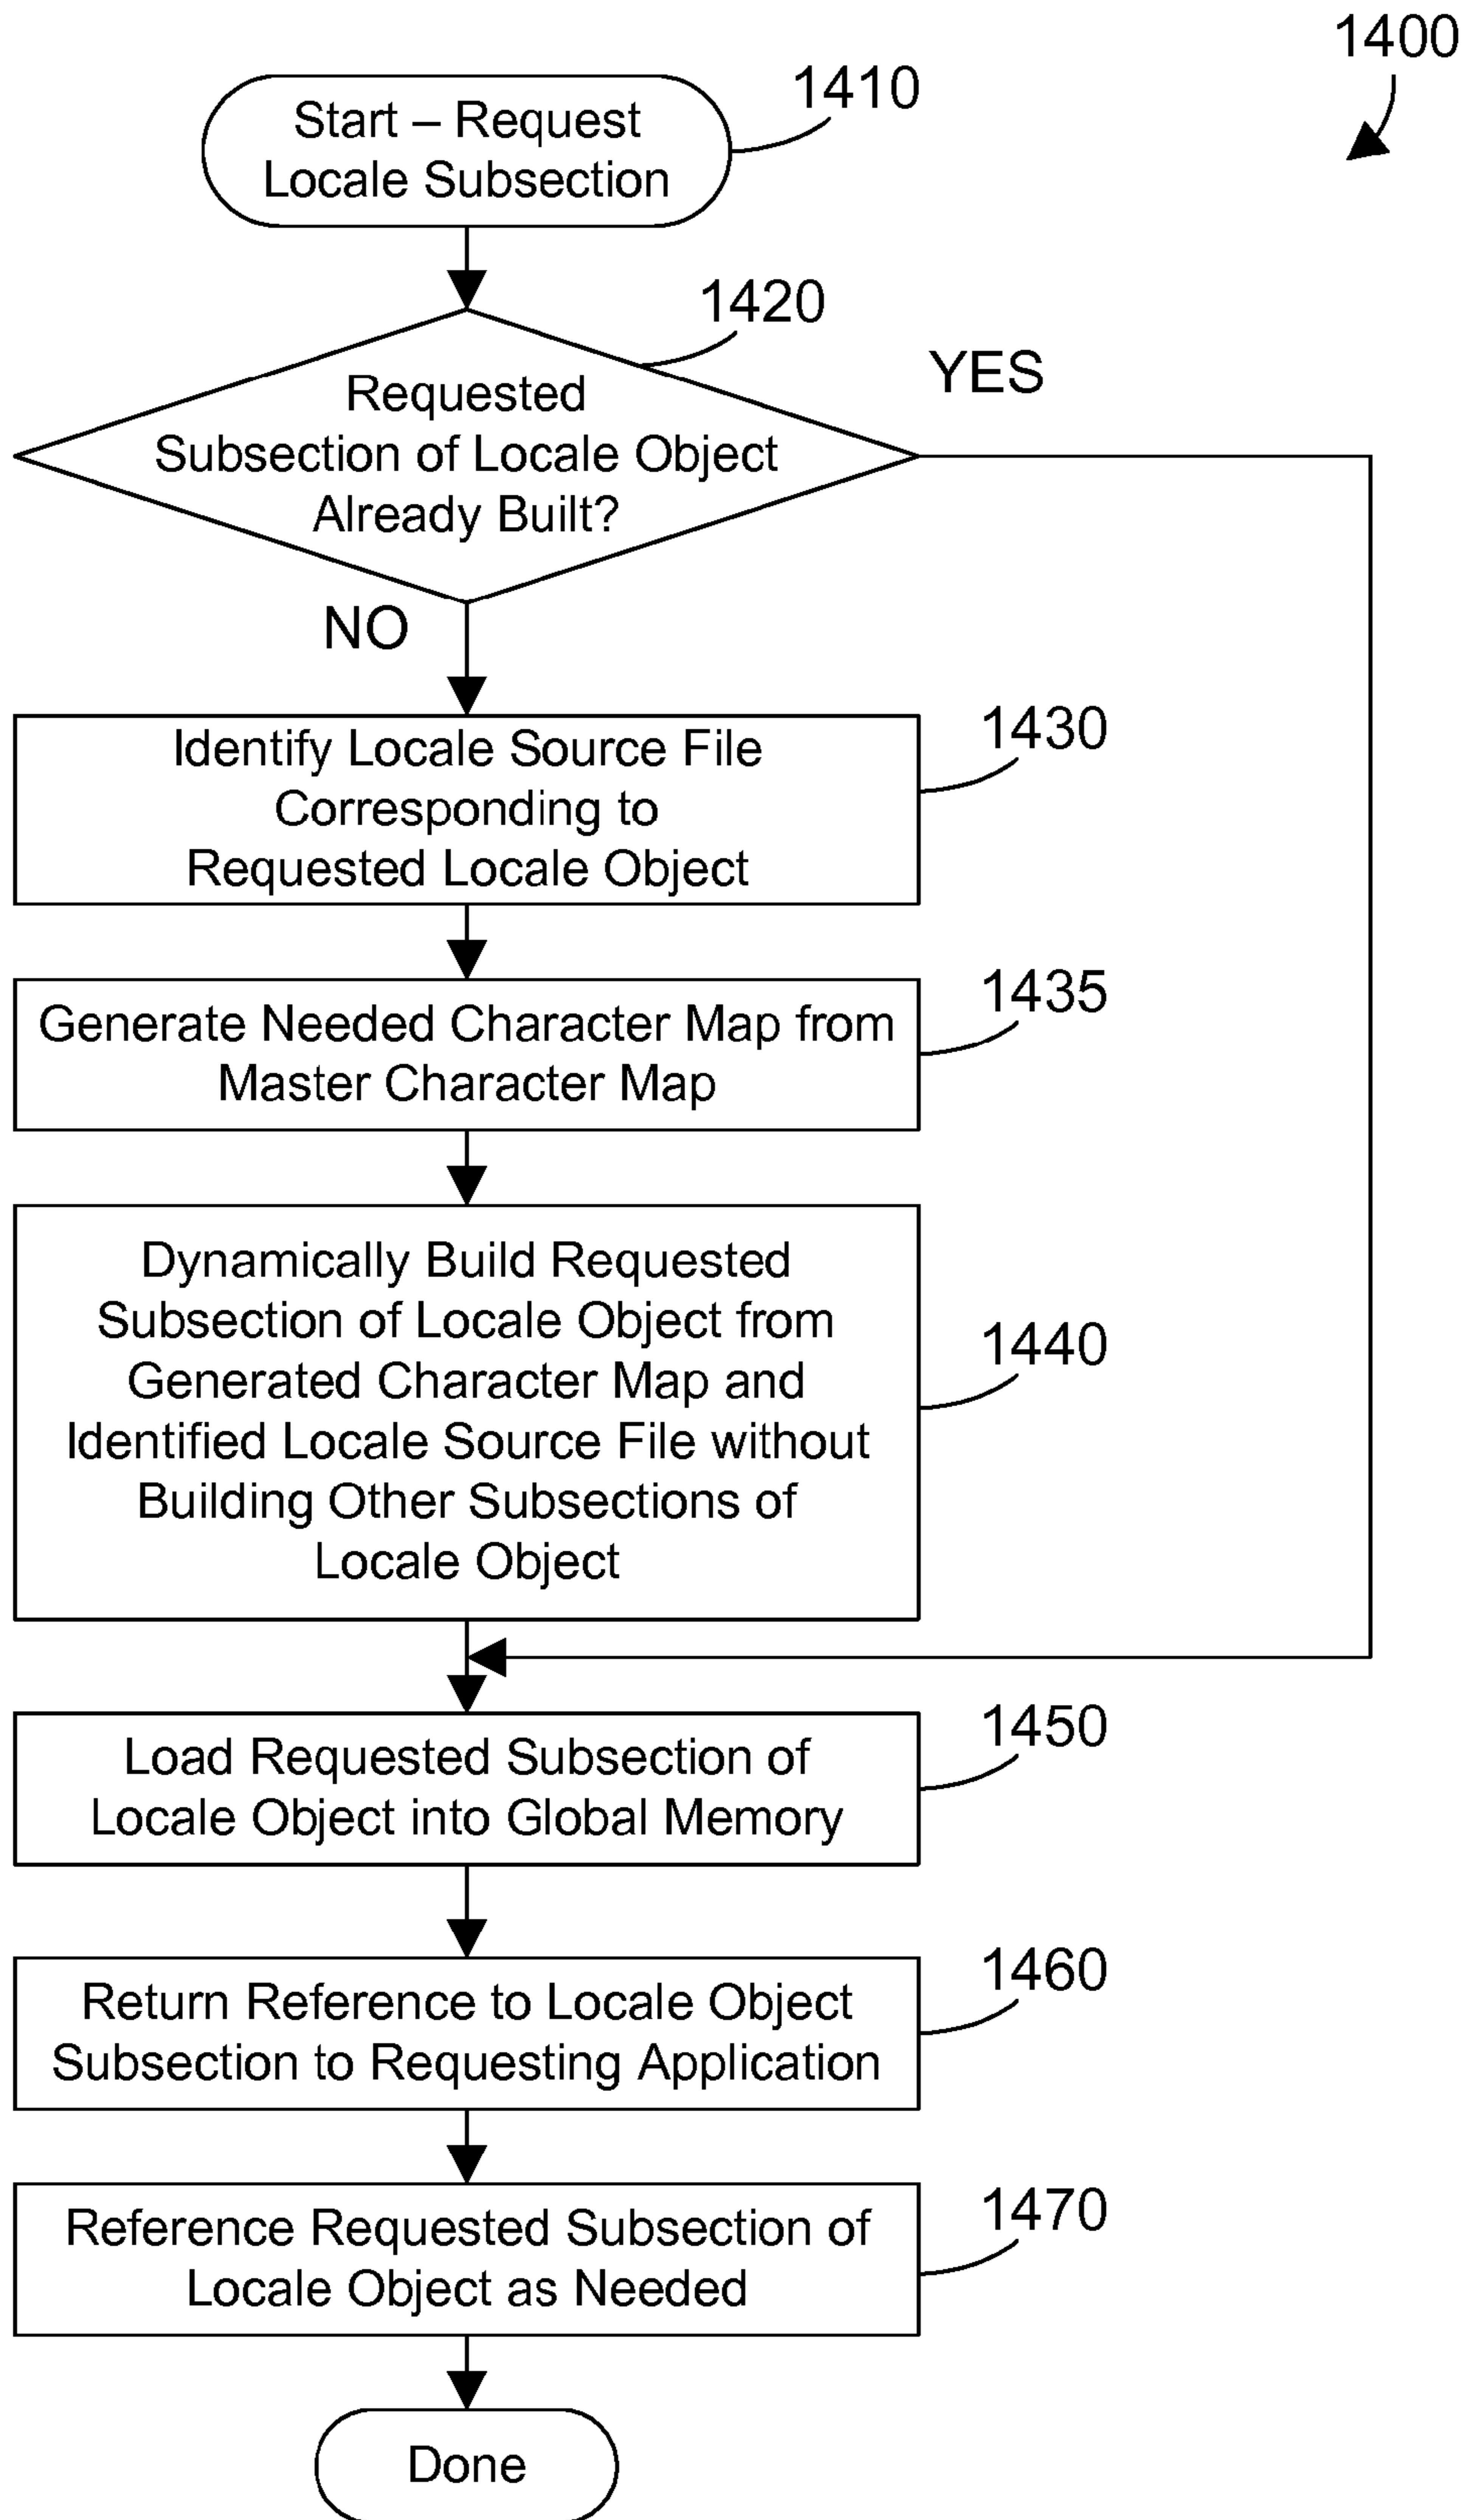 1400
1410
Start – Request
Locale Subsection
1420
YES
Requested
Subsection of Locale Object
Already Built?
NO
1430
Identify Locale Source File
Corresponding to
Requested Locale Object
1435
Generate Needed Character Map from
Master Character Map
1440
Dynamically Build Requested
Subsection of Locale Object from
Generated Character Map and
Identified Locale Source File without
Building Other Subsections of
Locale Object
1450
Load Requested Subsection of
Locale Object into Global Memory
1460
Return Reference to Locale Object
Subsection to Requesting Application
1470
Reference Requested Subsection of
Locale Object as Needed
Done